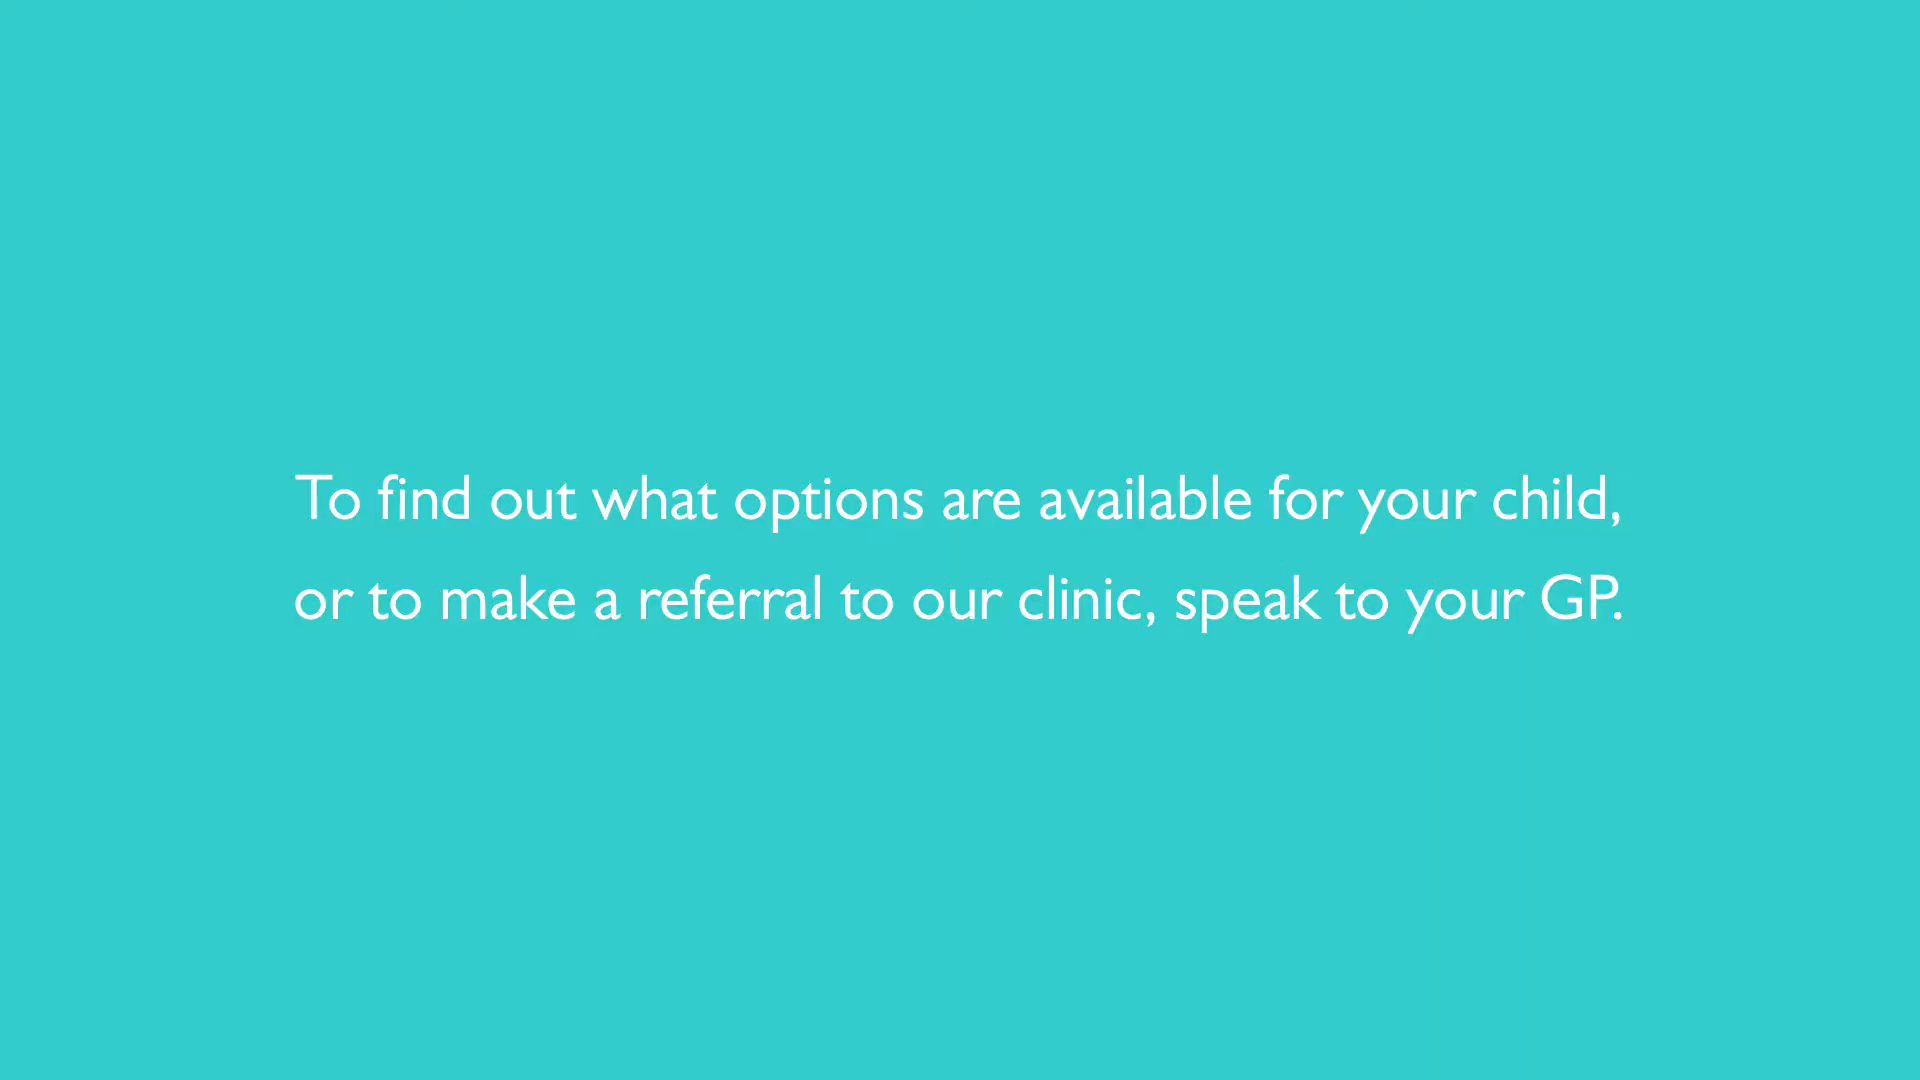 To find out what options are available for your child,
or to make a referral to our clinic, speak to your GP.